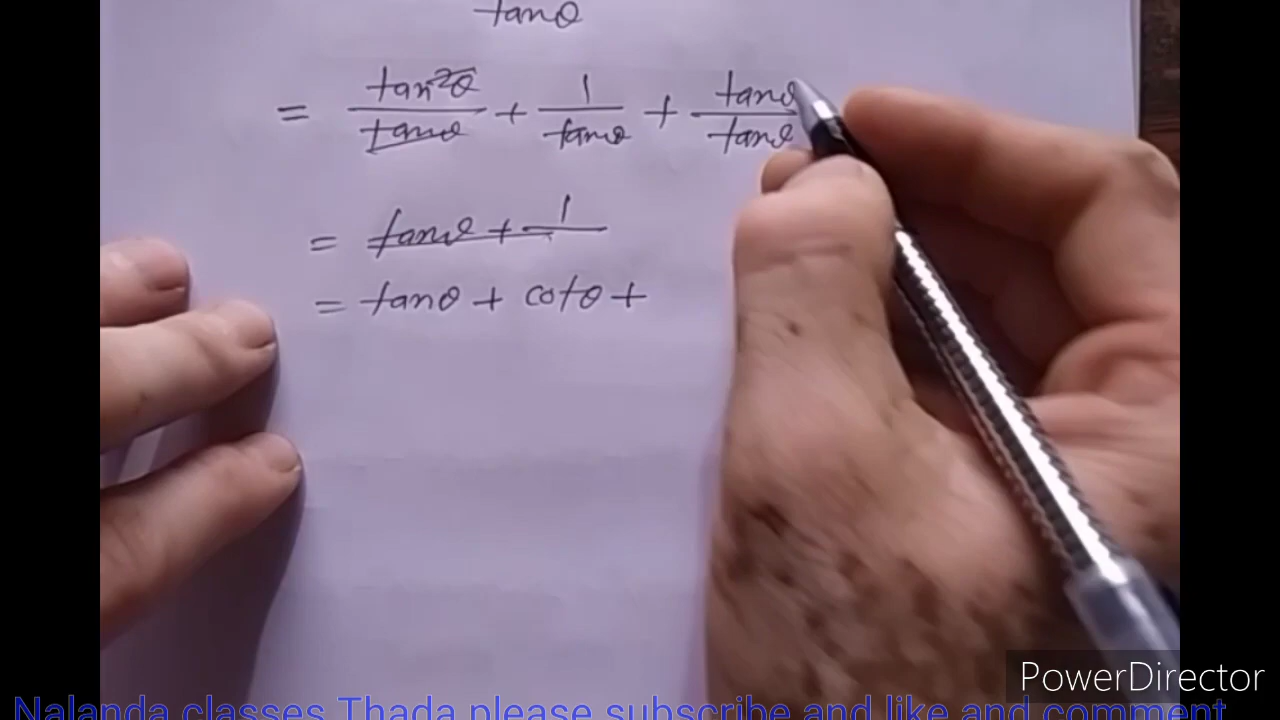 tanθ
= tan²θ/tanθ + 1/tanθ + tanθ/tanθ
= tanθ + 1/
= tanθ + cotθ +
PowerDirector
Nalanda classes Thada please subscribe and like and comment